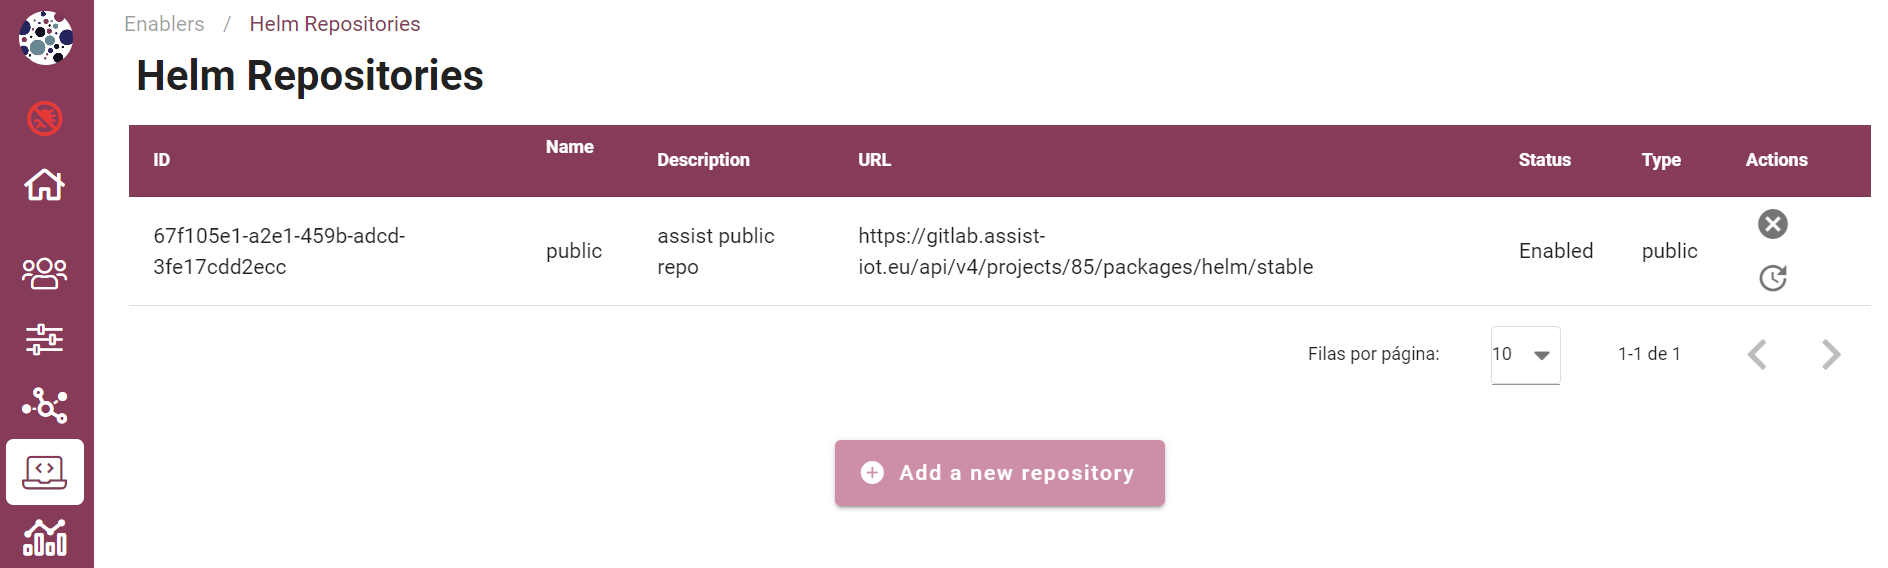 Enablers / Helm Repositories
Helm Repositories
ID Name Description URL Status Type Actions
67f105e1-a2e1-459b-adcd-
3fe17cdd2ecc
public
assist public
repo
https://gitlab.assist-
iot.eu/api/v4/projects/85/packages/helm/stable
Enabled
public
Filas por página: 10 1-1 de 1
Add a new repository